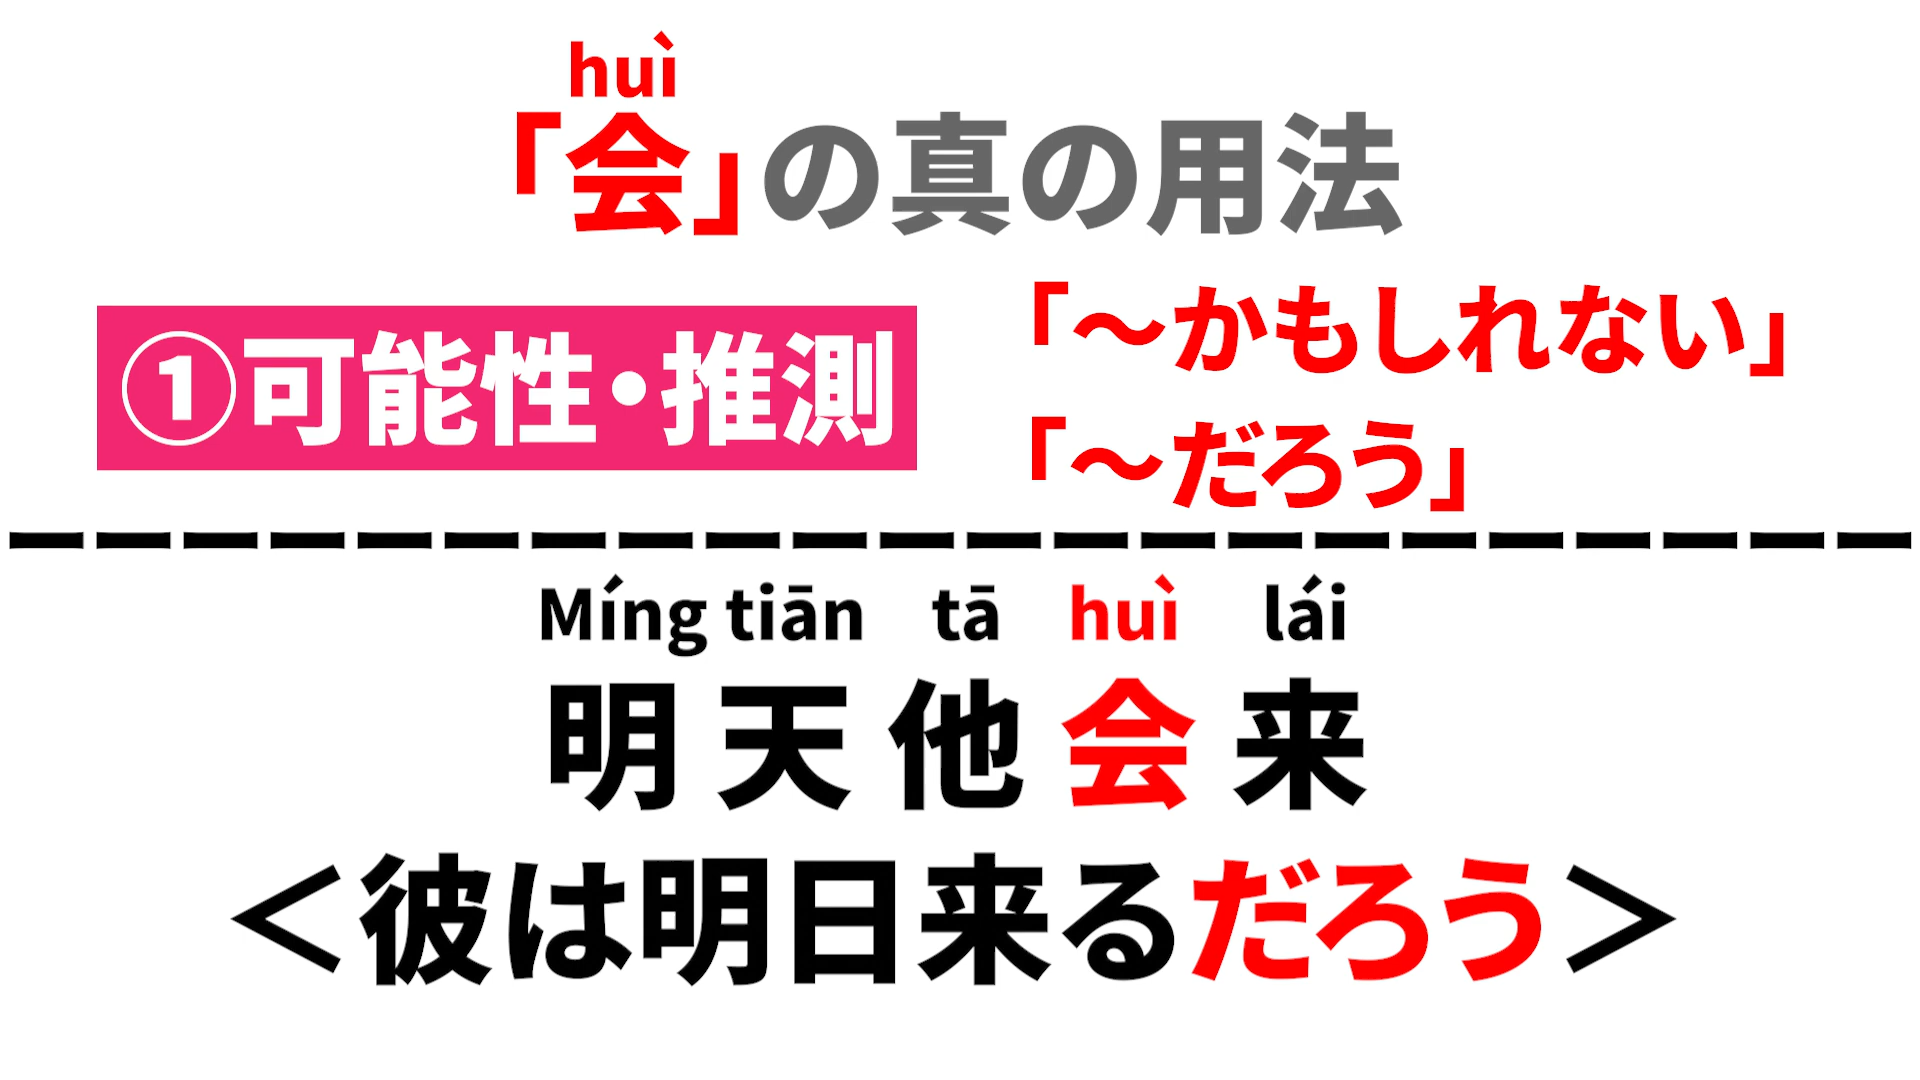 huì
「会」の真の用法
①可能性・推測
「～かもしれない」
「～だろう」
Míng tiān tā huì lái
明天他会来
＜彼は明日来るだろう＞